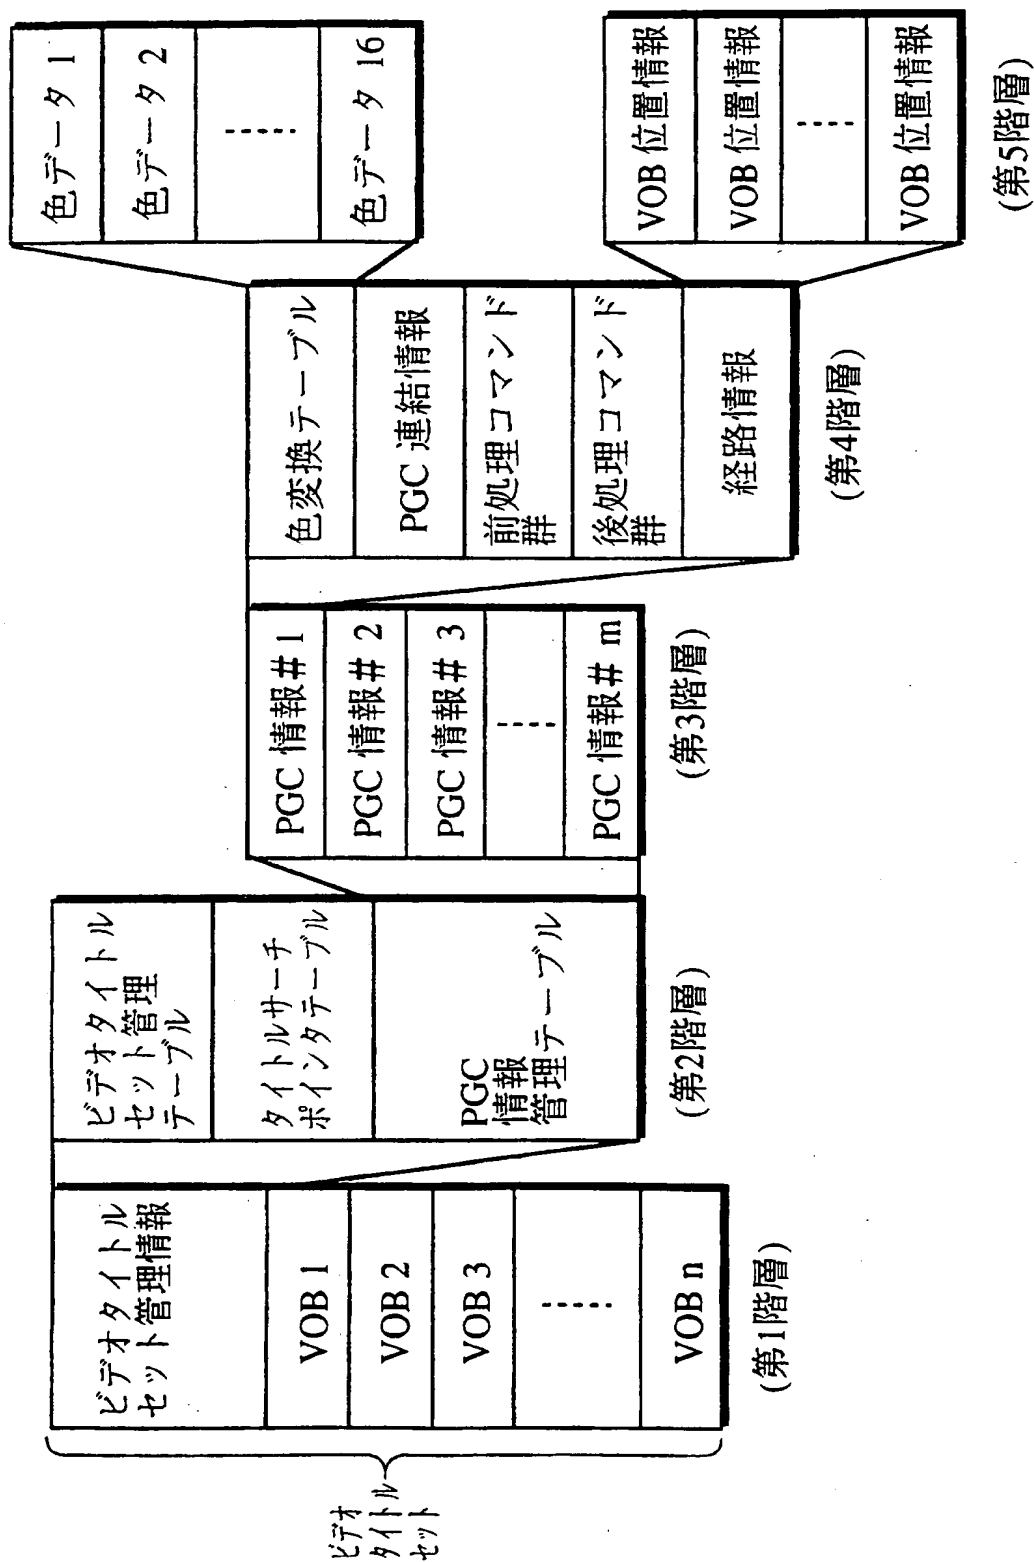 ビデオ
タイトル
セット
ビデオタイトル
セット管理情報
VOB 1
VOB 2
VOB 3
VOB n
(第1階層)
ビデオタイトル
セット管理
テーブル
タイトルサーチ
ポインタテーブル
PGC
情報
管理テーブル
(第2階層)
PGC 情報# 1
PGC 情報# 2
PGC 情報# 3
PGC 情報# m
(第3階層)
色変換テーブル
PGC 連結情報
前処理コマンド
群
後処理コマンド
群
経路情報
(第4階層)
色データ 1
色データ 2
色データ 16
VOB 位置情報
VOB 位置情報
VOB 位置情報
(第5階層)